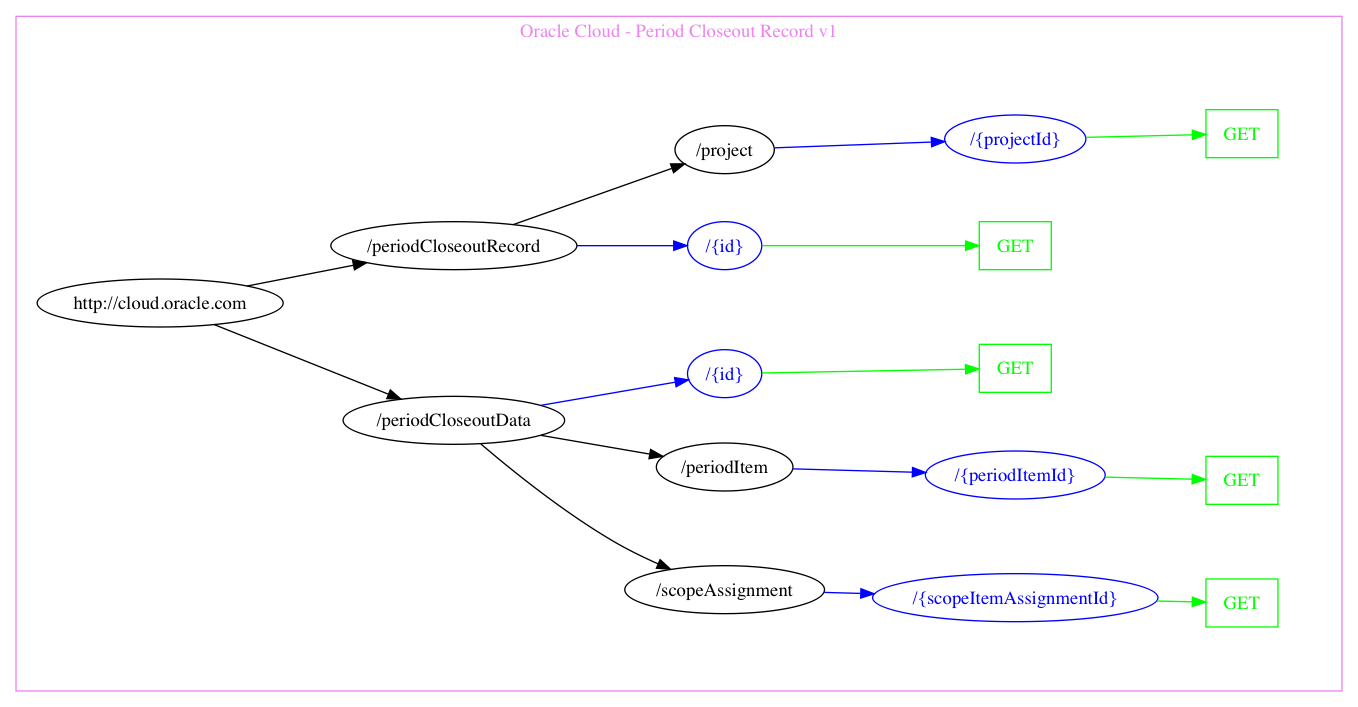 Oracle Cloud - Period Closeout Record v1
/project
/{projectId}
GET
/periodCloseoutRecord
/{id}
GET
http://cloud.oracle.com
/{id}
GET
/periodCloseoutData
/periodItem
/{periodItemId}
GET
/scopeAssignment
/{scopeItemAssignmentId}
GET